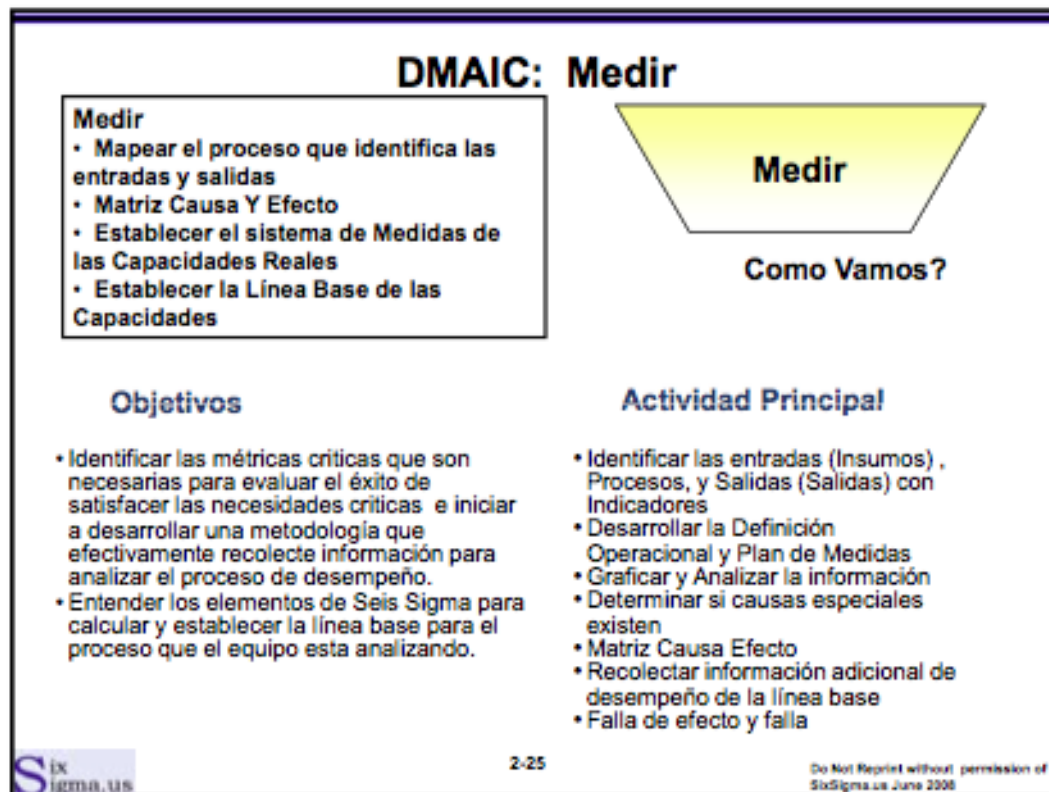 DMAIC: Medir
Medir
• Mapear el proceso que identifica las
entradas y salidas
• Matriz Causa Y Efecto
• Establecer el sistema de Medidas de
las Capacidades Reales
• Establecer la Línea Base de las
Capacidades
Medir
Como Vamos?
Objetivos
• Identificar las métricas criticas que son
necesarias para evaluar el éxito de
satisfacer las necesidades criticas e iniciar
a desarrollar una metodología que
efectivamente recolecte información para
analizar el proceso de desempeño.
• Entender los elementos de Seis Sigma para
calcular y establecer la línea base para el
proceso que el equipo esta analizando.
Actividad Principal
• Identificar las entradas (Insumos) ,
Procesos, y Salidas (Salidas) con
Indicadores
• Desarrollar la Definición
Operacional y Plan de Medidas
• Graficar y Analizar la información
• Determinar si causas especiales
existen
• Matriz Causa Efecto
• Recolectar información adicional de
desempeño de la línea base
• Falla de efecto y falla
Six
Sigma.us
2-25
Do Not Reprint without permission of
SixSigma.us June 2008